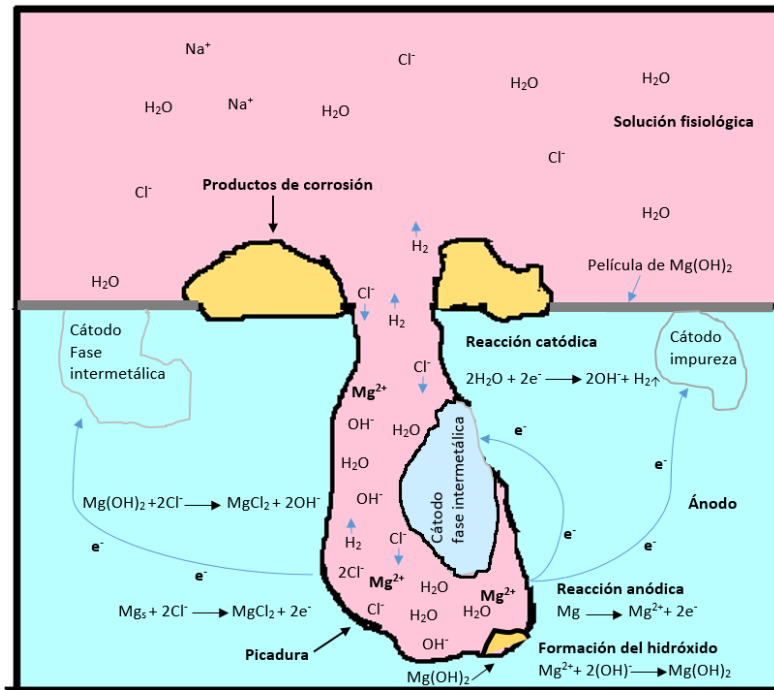 Na⁺
Cl⁻
H₂O
Na⁺
H₂O
H₂O
H₂O
Solución fisiológica
Cl⁻
Cl⁻
Productos de corrosión
H₂O
H₂
Película de Mg(OH)₂
H₂O
Cl⁻
H₂
Cátodo
Fase
intermetálica
Reacción catódica
Cátodo
impureza
2H₂O + 2e⁻ → 2OH⁻ + H₂↑
Cl⁻
Mg²⁺
OH⁻
H₂O
e⁻
H₂O
e⁻
Cátodo
fase intermetálica
Mg(OH)₂ +2Cl⁻ → MgCl₂ + 2OH⁻
OH⁻
Ánodo
H₂
Cl⁻
e⁻
e⁻
e⁻
2Cl⁻
Mg²⁺
H₂O
Mg²⁺
Reacción anódica
Mgₛ + 2Cl⁻ → MgCl₂ + 2e⁻
Cl⁻
H₂O
H₂O
Mg → Mg²⁺ + 2e⁻
Picadura
OH⁻
Formación del hidróxido
Mg(OH)₂
Mg²⁺ + 2(OH)⁻ → Mg(OH)₂